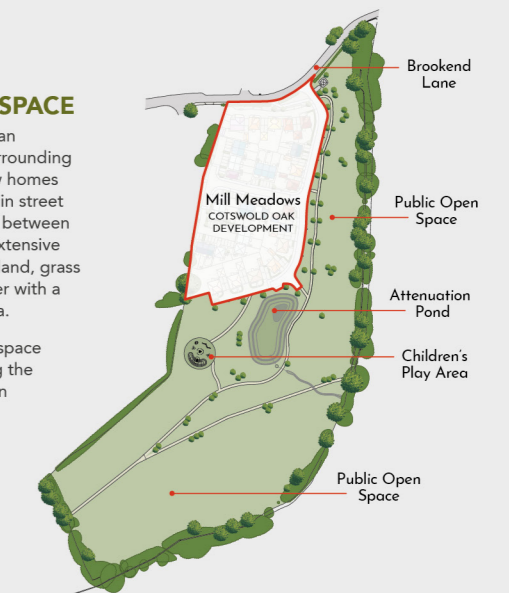 SPACE
an
rrounding
homes
in street
between
xtensive
land, grass
er with a
a.
space
g the
n
Brookend
Lane
Mill Meadows
COTSWOLD OAK
DEVELOPMENT
Public Open
Space
Attenuation
Pond
Children's
Play Area
Public Open
Space